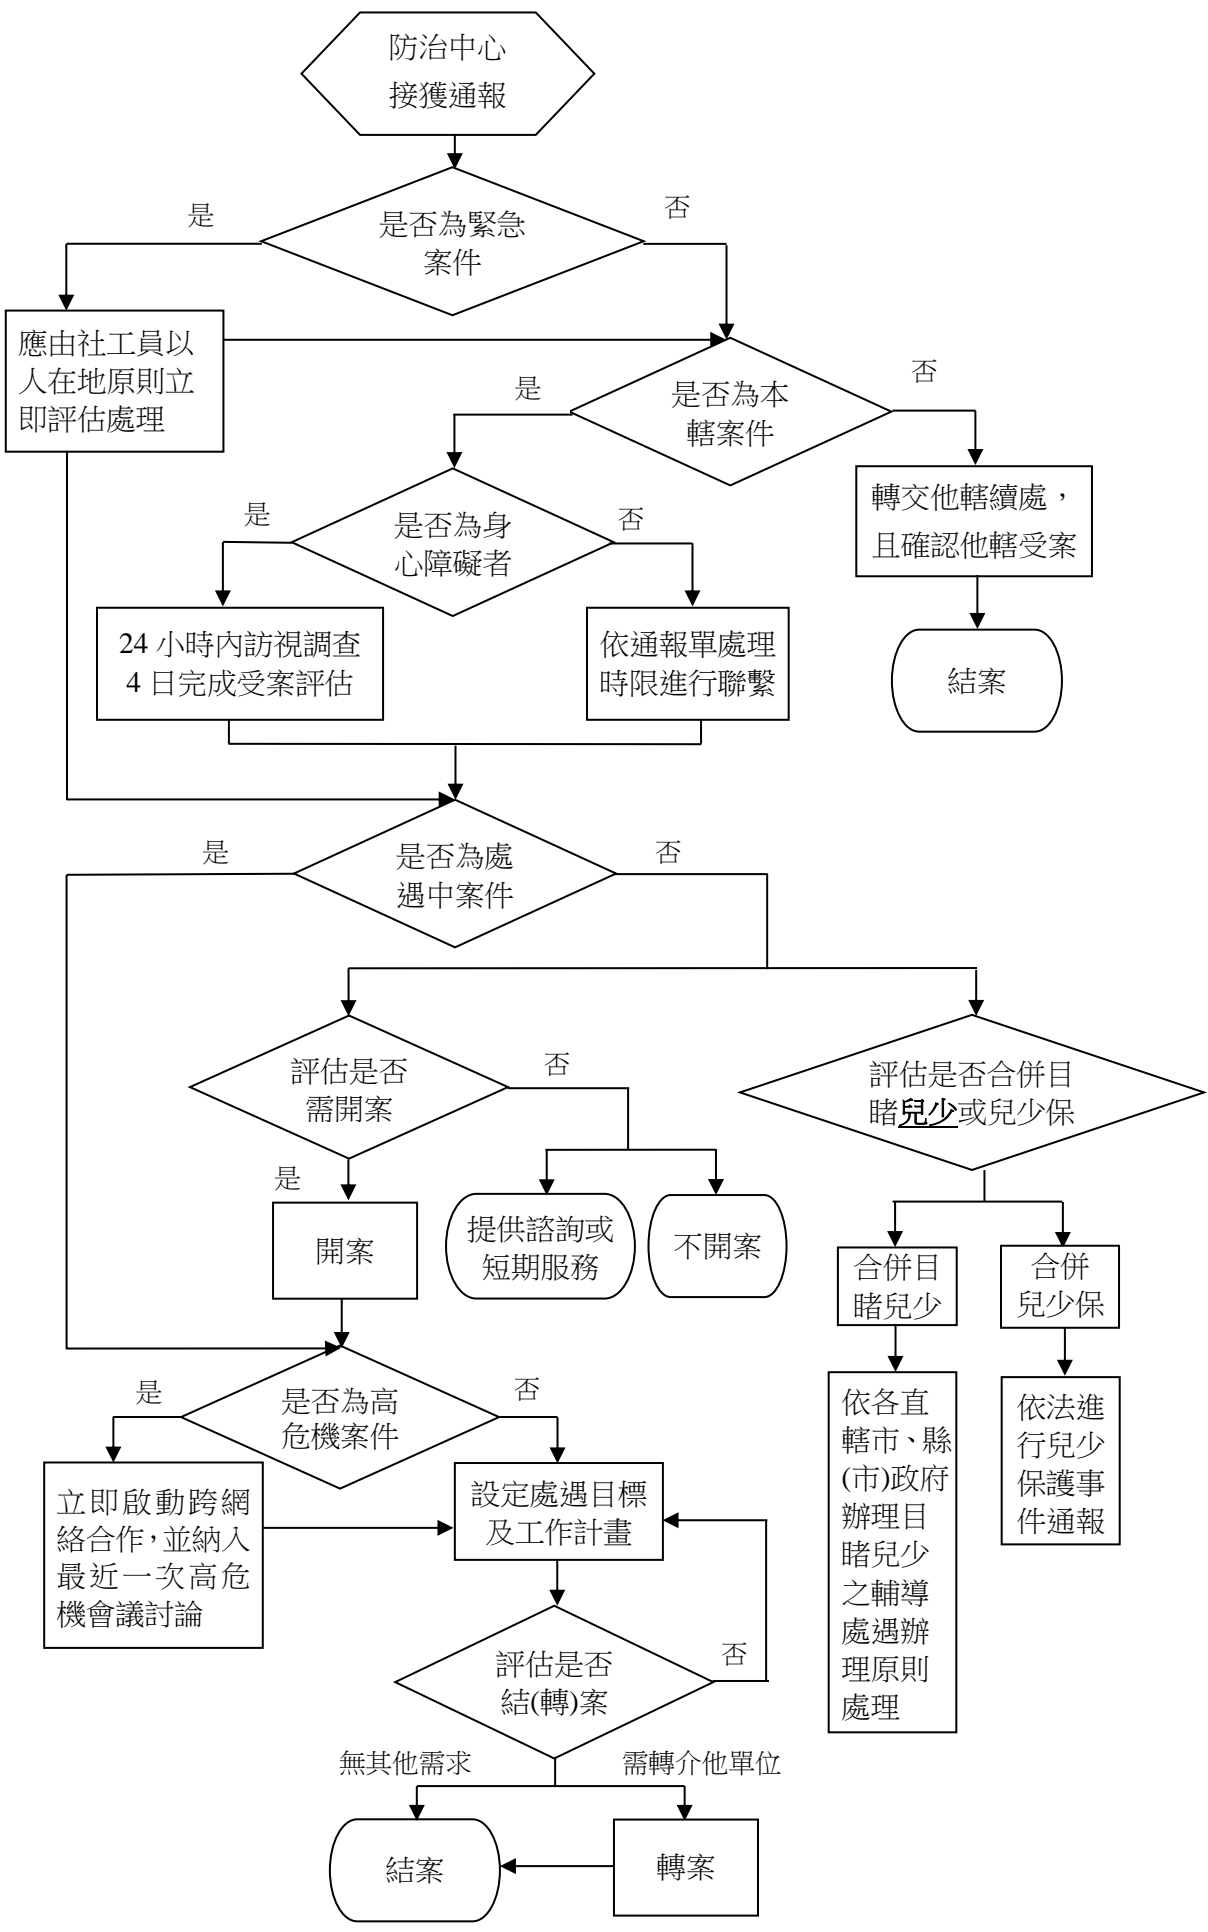 防治中心
接獲通報
是
否
是否為緊急
案件
應由社工員以
人在地原則立
即評估處理
是
否
是否為本
轄案件
轉交他轄續處，
且確認他轄受案
結案
是
否
是否為身
心障礙者
24 小時內訪視調查
4 日完成受案評估
依通報單處理
時限進行聯繫
是
否
是否為處
遇中案件
評估是否
需開案
否
是
評估是否合併目
睹兒少或兒少保
開案
提供諮詢或
短期服務
不開案
合併目
睹兒少
合併
兒少保
是
否
是否為高
危機案件
立即啟動跨網
絡合作，並納入
最近一次高危
機會議討論
設定處遇目標
及工作計畫
依各直
轄市、縣
(市)政府
辦理目
睹兒少
之輔導
處遇辦
理原則
處理
依法進
行兒少
保護事
件通報
評估是否
結(轉)案
否
無其他需求
需轉介他單位
結案
轉案